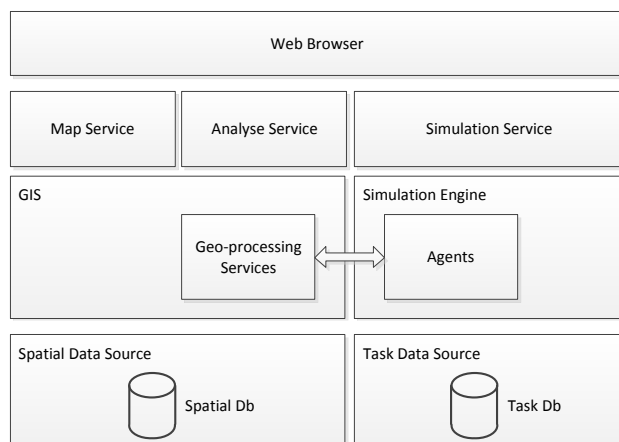 Web Browser
Map Service
Analyse Service
Simulation Service
GIS
Simulation Engine
Geo-processing
Services
Agents
Spatial Data Source
Task Data Source
Spatial Db
Task Db